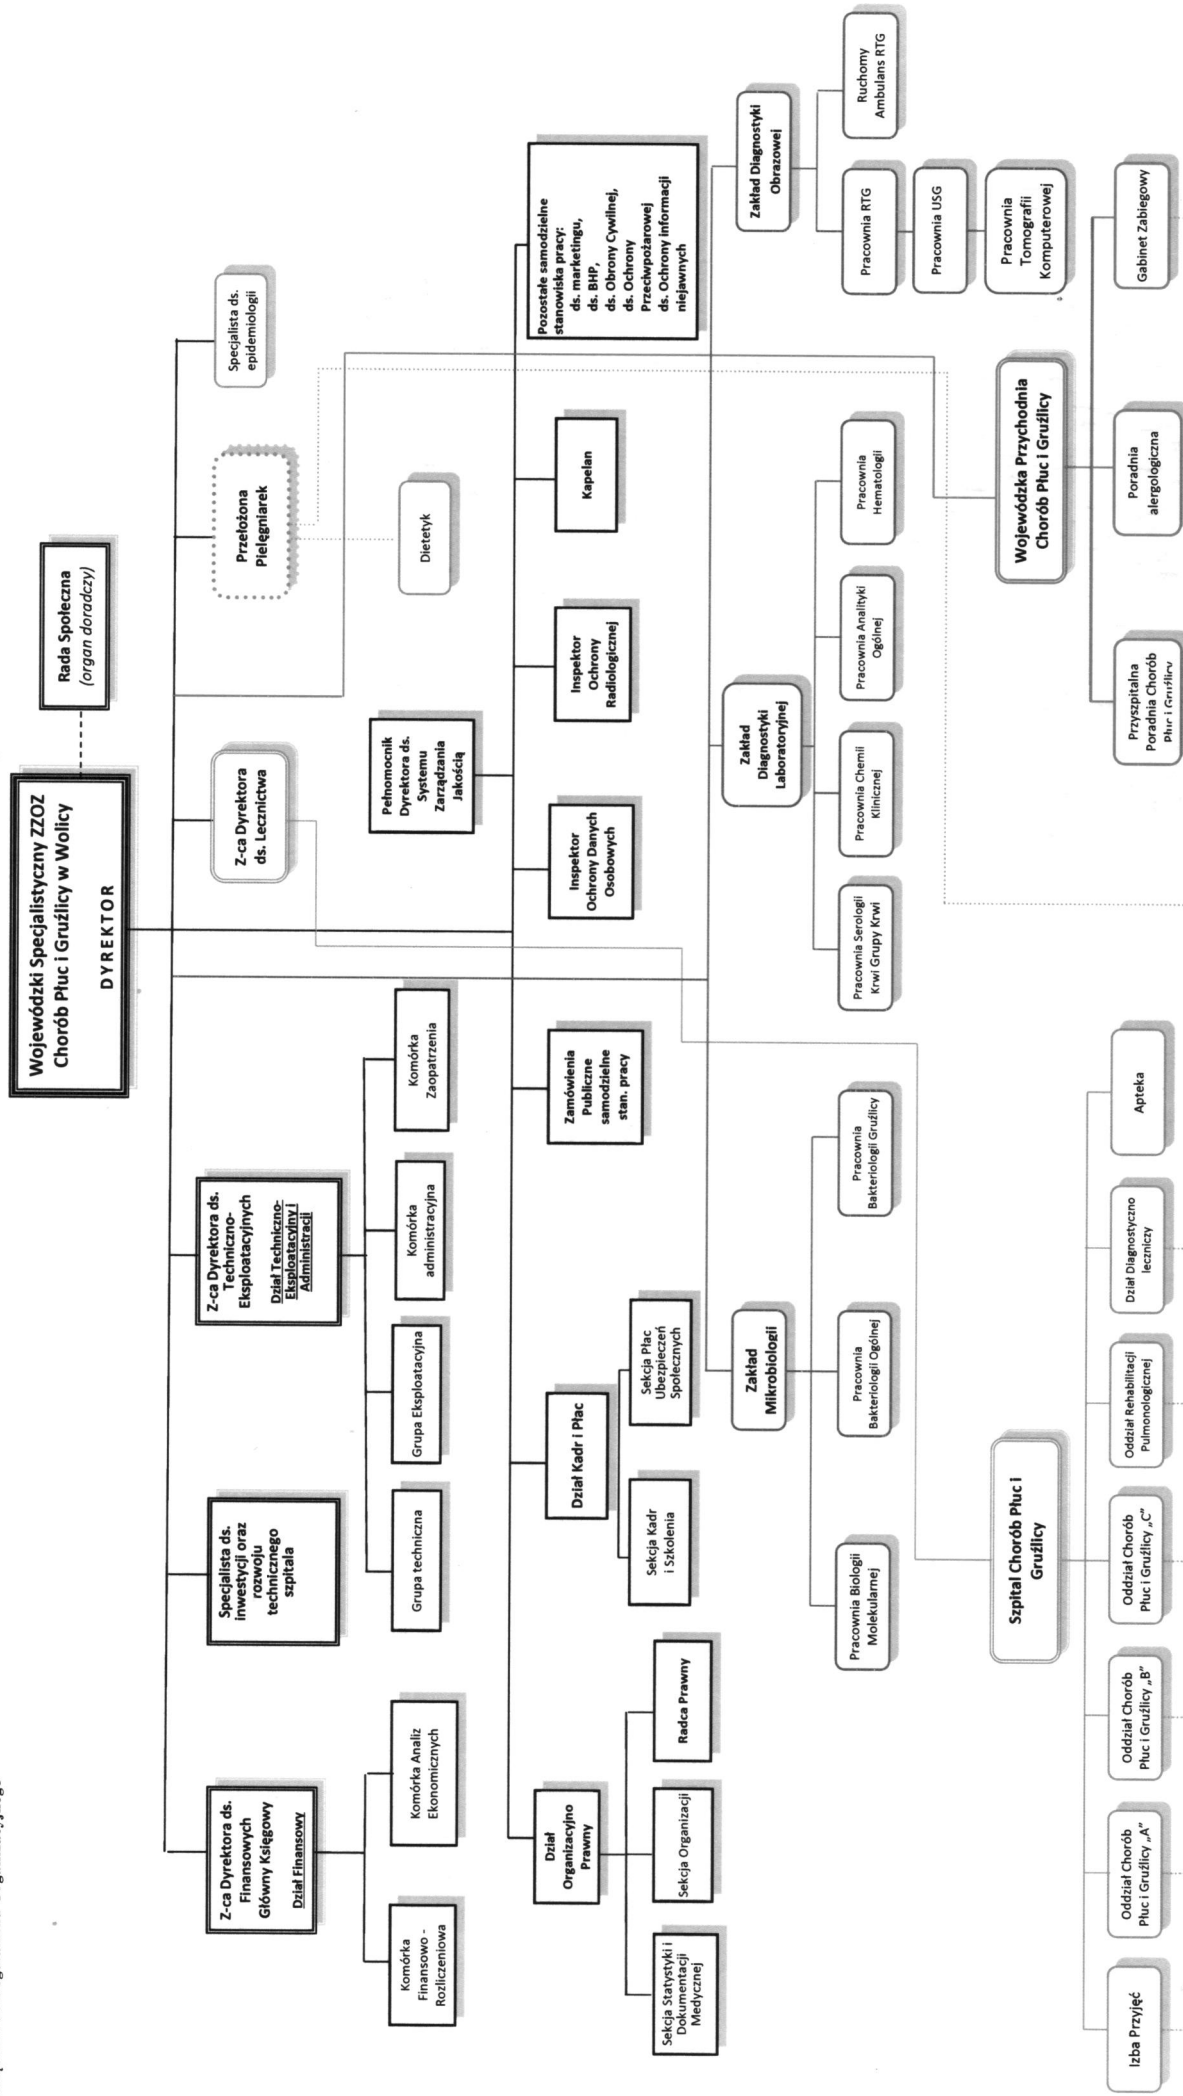 Wojewódzki Specjalistyczny ZZOZ
Chorób Płuc i Gruźlicy w Wolicy
DYREKTOR
Rada Społeczna
(organ doradczy)
Z-ca Dyrektora ds.
Finansowych
Główny Księgowy
Dział Finansowy
Specjalista ds.
inwestycji oraz
rozwoju
technicznego
szpitala
Z-ca Dyrektora ds.
Techniczno-
Eksploatacyjnych
Dział Techniczno-
Eksploatacyjny i
Administracji
Z-ca Dyrektora
ds. Lecznictwa
Przełożona
Pielęgniarek
Specjalista ds.
epidemiologii
Komórka
Finansowo -
Rozliczeniowa
Komórka Analiz
Ekonomicznych
Grupa techniczna
Grupa Eksploatacyjna
Komórka
administracyjna
Komórka
Zaopatrzenia
Pełnomocnik
Dyrektora ds.
Systemu
Zarządzania
Jakością
Dietetyk
Dział
Organizacyjno
Prawny
Dział Kadr i Płac
Zamówienia
Publiczne
samodzielne
stan. pracy
Inspektor
Ochrony Danych
Osobowych
Inspektor
Ochrony
Radiologicznej
Kapelan
Pozostałe samodzielne
stanowiska pracy:
ds. marketingu,
ds. BHP,
ds. Obrony Cywilnej,
ds. Ochrony
Przeciwpożarowej
ds. Ochrony informacji
niejawnych
Sekcja Statystyki i
Dokumentacji
Medycznej
Sekcja Organizacji
Radca Prawny
Sekcja Kadr
i Szkolenia
Sekcja Płac
Ubezpieczeń
Społecznych
Zakład
Mikrobiologii
Zakład
Diagnostyki
Laboratoryjnej
Zakład Diagnostyki
Obrazowej
Pracownia Biologii
Molekularnej
Pracownia
Bakteriologii Ogólnej
Pracownia
Bakteriologii Gruźlicy
Pracownia Serologii
Krwi Grupy Krwi
Pracownia Chemii
Klinicznej
Pracownia Analityki
Ogólnej
Pracownia
Hematologii
Pracownia RTG
Ruchomy
Ambulans RTG
Pracownia USG
Pracownia
Tomografii
Komputerowej
Szpital Chorób Płuc i
Gruźlicy
Wojewódzka Przychodnia
Chorób Płuc i Gruźlicy
Izba Przyjęć
Oddział Chorób
Płuc i Gruźlicy „A”
Oddział Chorób
Płuc i Gruźlicy „B”
Oddział Chorób
Płuc i Gruźlicy „C”
Oddział Rehabilitacji
Pulmonologicznej
Dział Diagnostyczno
leczniczy
Apteka
Przyszpitalna
Poradnia Chorób
Płuc i Gruźlicy
Poradnia
alergologiczna
Gabinet Zabiegowy